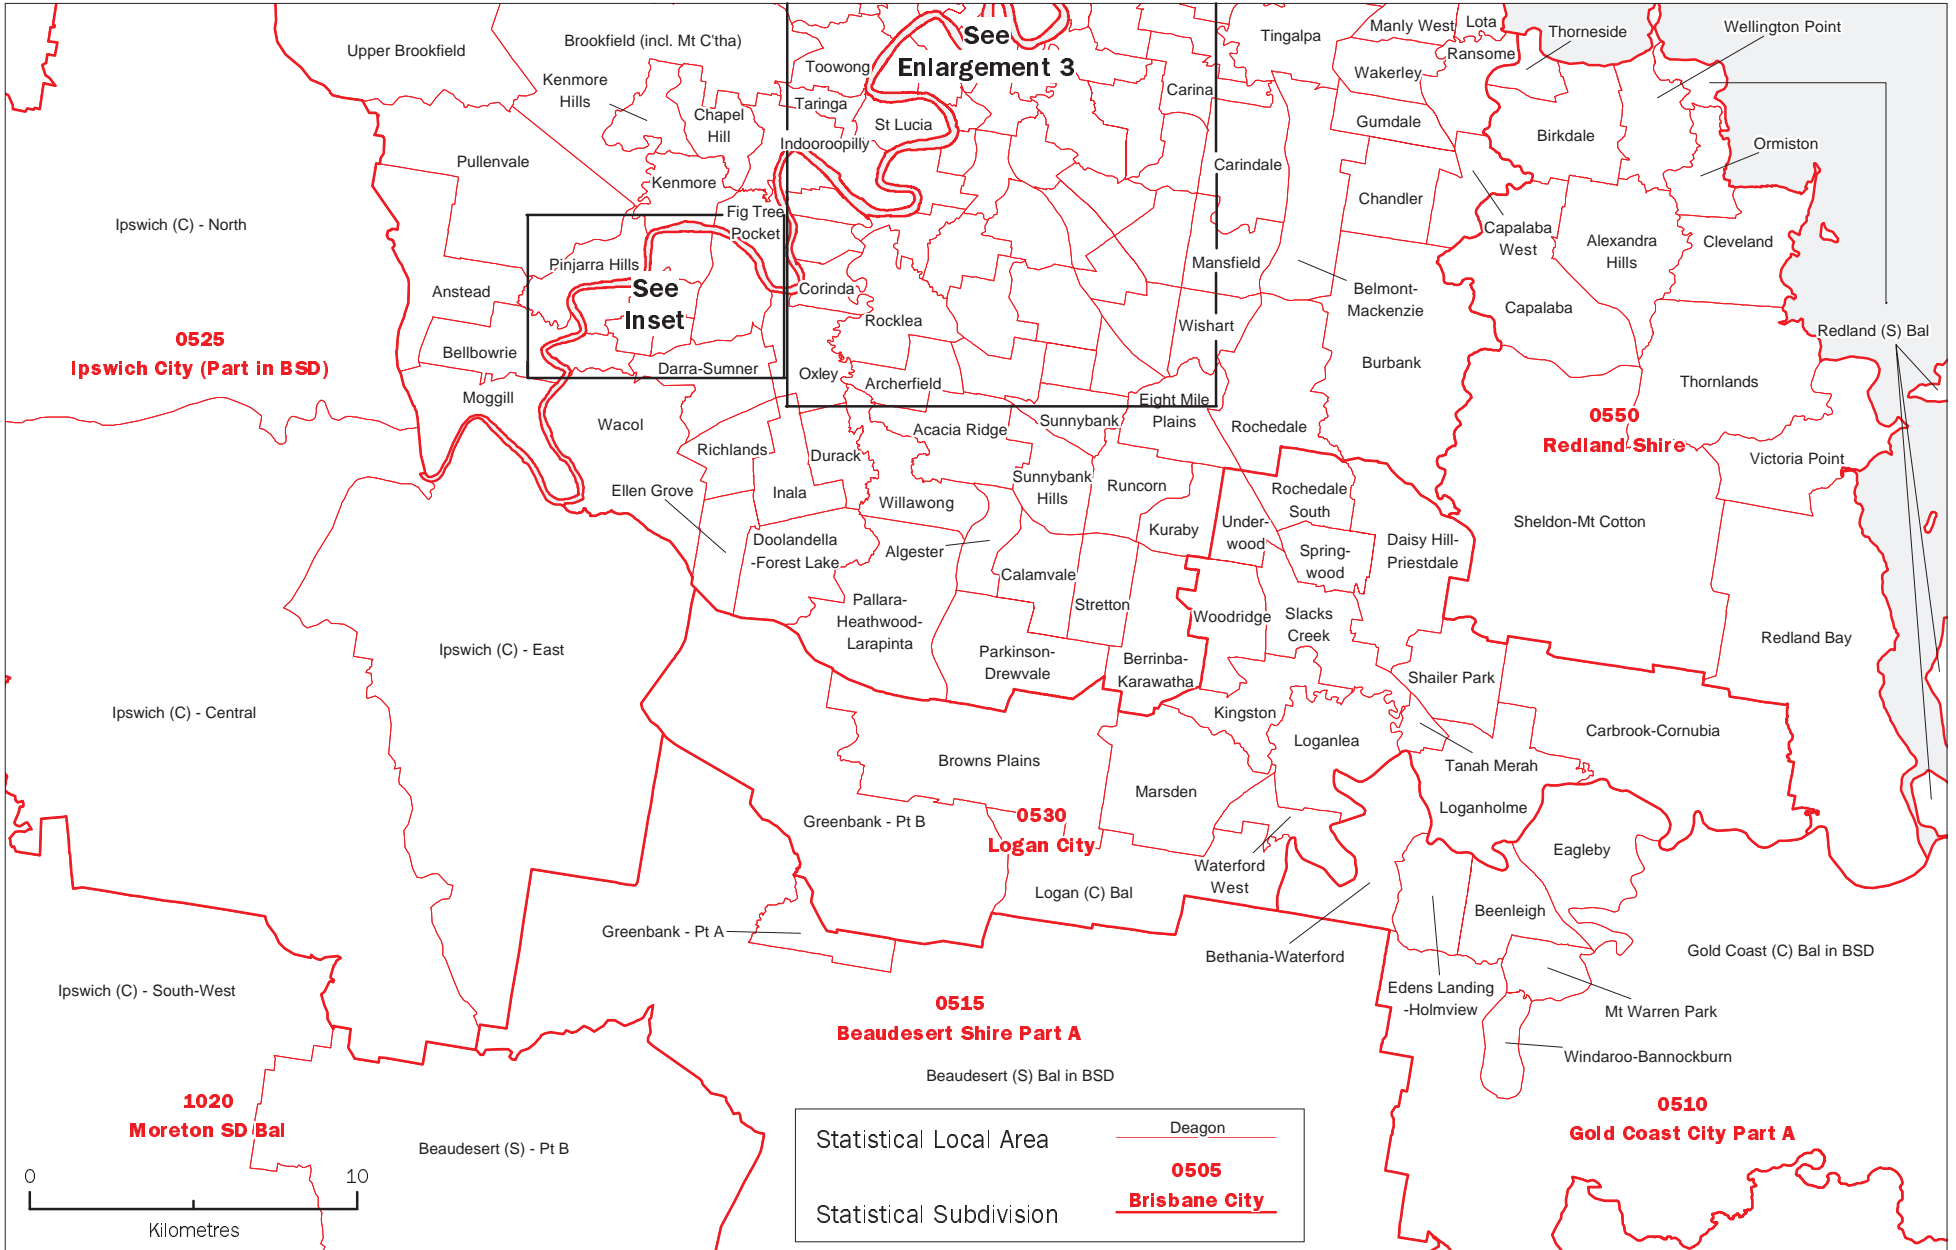 Upper Brookfield
Brookfield (incl. Mt C'tha)
Kenmore
Hills
Chapel
Hill
Toowong
See
Enlargement 3
Taringa
St Lucia
Indooroopilly
Carina
Tingalpa
Manly West
Lota
Ransome
Wakerley
Gumdale
Thorneside
Wellington Point
Birkdale
Ormiston
Pullenvale
Kenmore
Carindale
Chandler
Ipswich (C) - North
Fig Tree
Pocket
Capalaba
West
Alexandra
Hills
Cleveland
Pinjarra Hills
Mansfield
Anstead
See
Inset
Corinda
Belmont-
Mackenzie
Capalaba
Rocklea
Wishart
Redland (S) Bal
0525
Ipswich City (Part in BSD)
Bellbowrie
Darra-Sumner
Oxley
Archerfield
Burbank
Thornlands
Moggill
Wacol
Eight Mile
Plains
Sunnybank
Acacia Ridge
Rochedale
0550
Redland Shire
Richlands
Durack
Victoria Point
Ellen Grove
Inala
Willawong
Sunnybank
Hills
Runcorn
Rochedale
South
Kuraby
Under-
wood
Sheldon-Mt Cotton
Doolandella
-Forest Lake
Algester
Spring-
wood
Daisy Hill-
Priestdale
Calamvale
Stretton
Pallara-
Heathwood-
Larapinta
Woodridge
Slacks
Creek
Redland Bay
Ipswich (C) - East
Parkinson-
Drewvale
Berrinba-
Karawatha
Shailer Park
Ipswich (C) - Central
Kingston
Loganlea
Carbrook-Cornubia
Browns Plains
Tanah Merah
Marsden
Loganholme
Greenbank - Pt B
0530
Logan City
Eagleby
Waterford
West
Logan (C) Bal
Beenleigh
Greenbank - Pt A
Bethania-Waterford
Gold Coast (C) Bal in BSD
Ipswich (C) - South-West
Edens Landing
-Holmview
Mt Warren Park
0515
Beaudesert Shire Part A
Windaroo-Bannockburn
Beaudesert (S) Bal in BSD
1020
Moreton SD Bal
0510
Gold Coast City Part A
Beaudesert (S) - Pt B
Statistical Local Area
Deagon
0505
Brisbane City
Statistical Subdivision
0 10
Kilometres